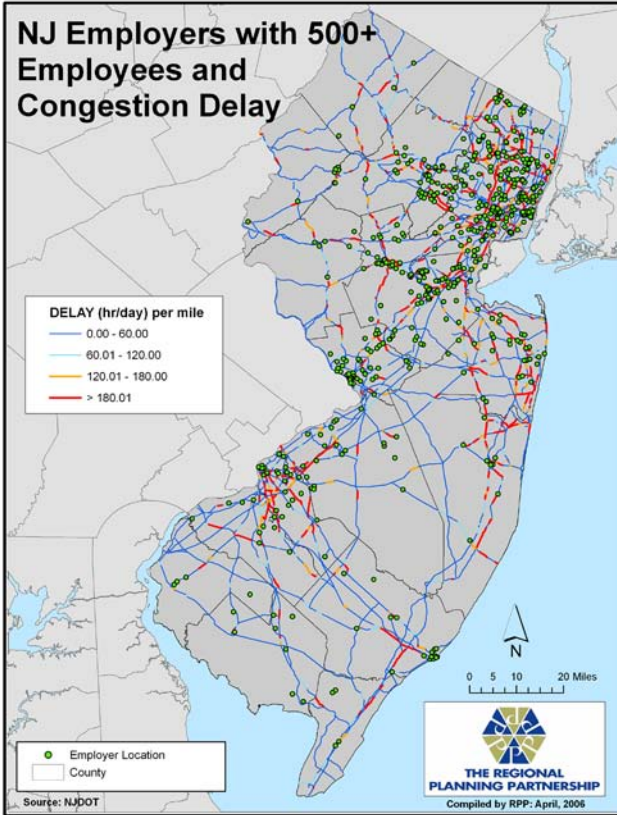 NJ Employers with 500+
Employees and
Congestion Delay
DELAY (hr/day) per mile
0.00 - 60.00
60.01 - 120.00
120.01 - 180.00
> 180.01
N
0 5 10 20 Miles
Employer Location
County
Source: NJDOT
THE REGIONAL
PLANNING PARTNERSHIP
Compiled by RPP: April, 2006